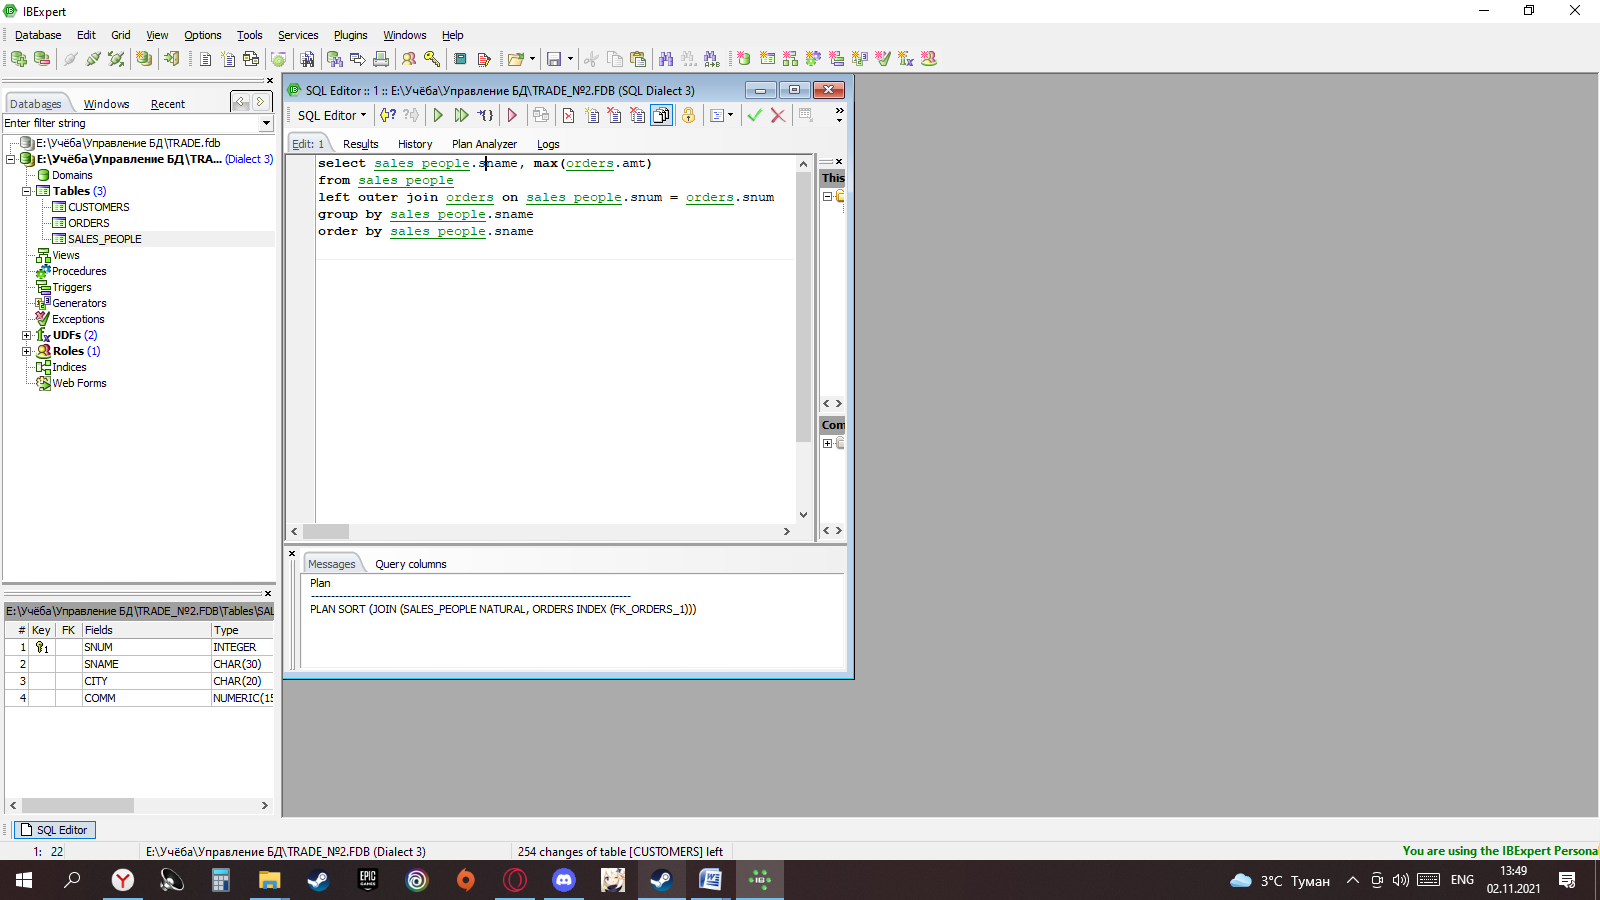 IBExpert
Database Edit Grid View Options Tools Services Plugins Windows Help
Databases Windows Recent
Enter filter string
E:\Учёба\Управление БД\TRADE.fdb
E:\Учёба\Управление БД\TRA... (Dialect 3)
Domains
Tables (3)
CUSTOMERS
ORDERS
SALES_PEOPLE
Views
Procedures
Triggers
Generators
Exceptions
UDFs (2)
Roles (1)
Indices
Web Forms
E:\Учёба\Управление БД\TRADE_№2.FDB\Tables\SAL
# Key FK Fields Type
1 1 SNUM INTEGER
2 SNAME CHAR(30)
3 CITY CHAR(20)
4 COMM NUMERIC(15
SQL Editor :: 1 :: E:\Учёба\Управление БД\TRADE_№2.FDB (SQL Dialect 3)
SQL Editor
Edit: 1 Results History Plan Analyzer Logs
select sales_people.sname, max(orders.amt)
from sales_people
left outer join orders on sales_people.snum = orders.snum
group by sales_people.sname
order by sales_people.sname
This
Com
Messages Query columns
Plan
--------------------------------------------------------------------------------
PLAN SORT (JOIN (SALES_PEOPLE NATURAL, ORDERS INDEX (FK_ORDERS_1)))
SQL Editor
1: 22 E:\Учёба\Управление БД\TRADE_№2.FDB (Dialect 3) 254 changes of table [CUSTOMERS] left You are using the IBExpert Persona
EPIC GAMES
3°C Туман ENG 13:49
02.11.2021